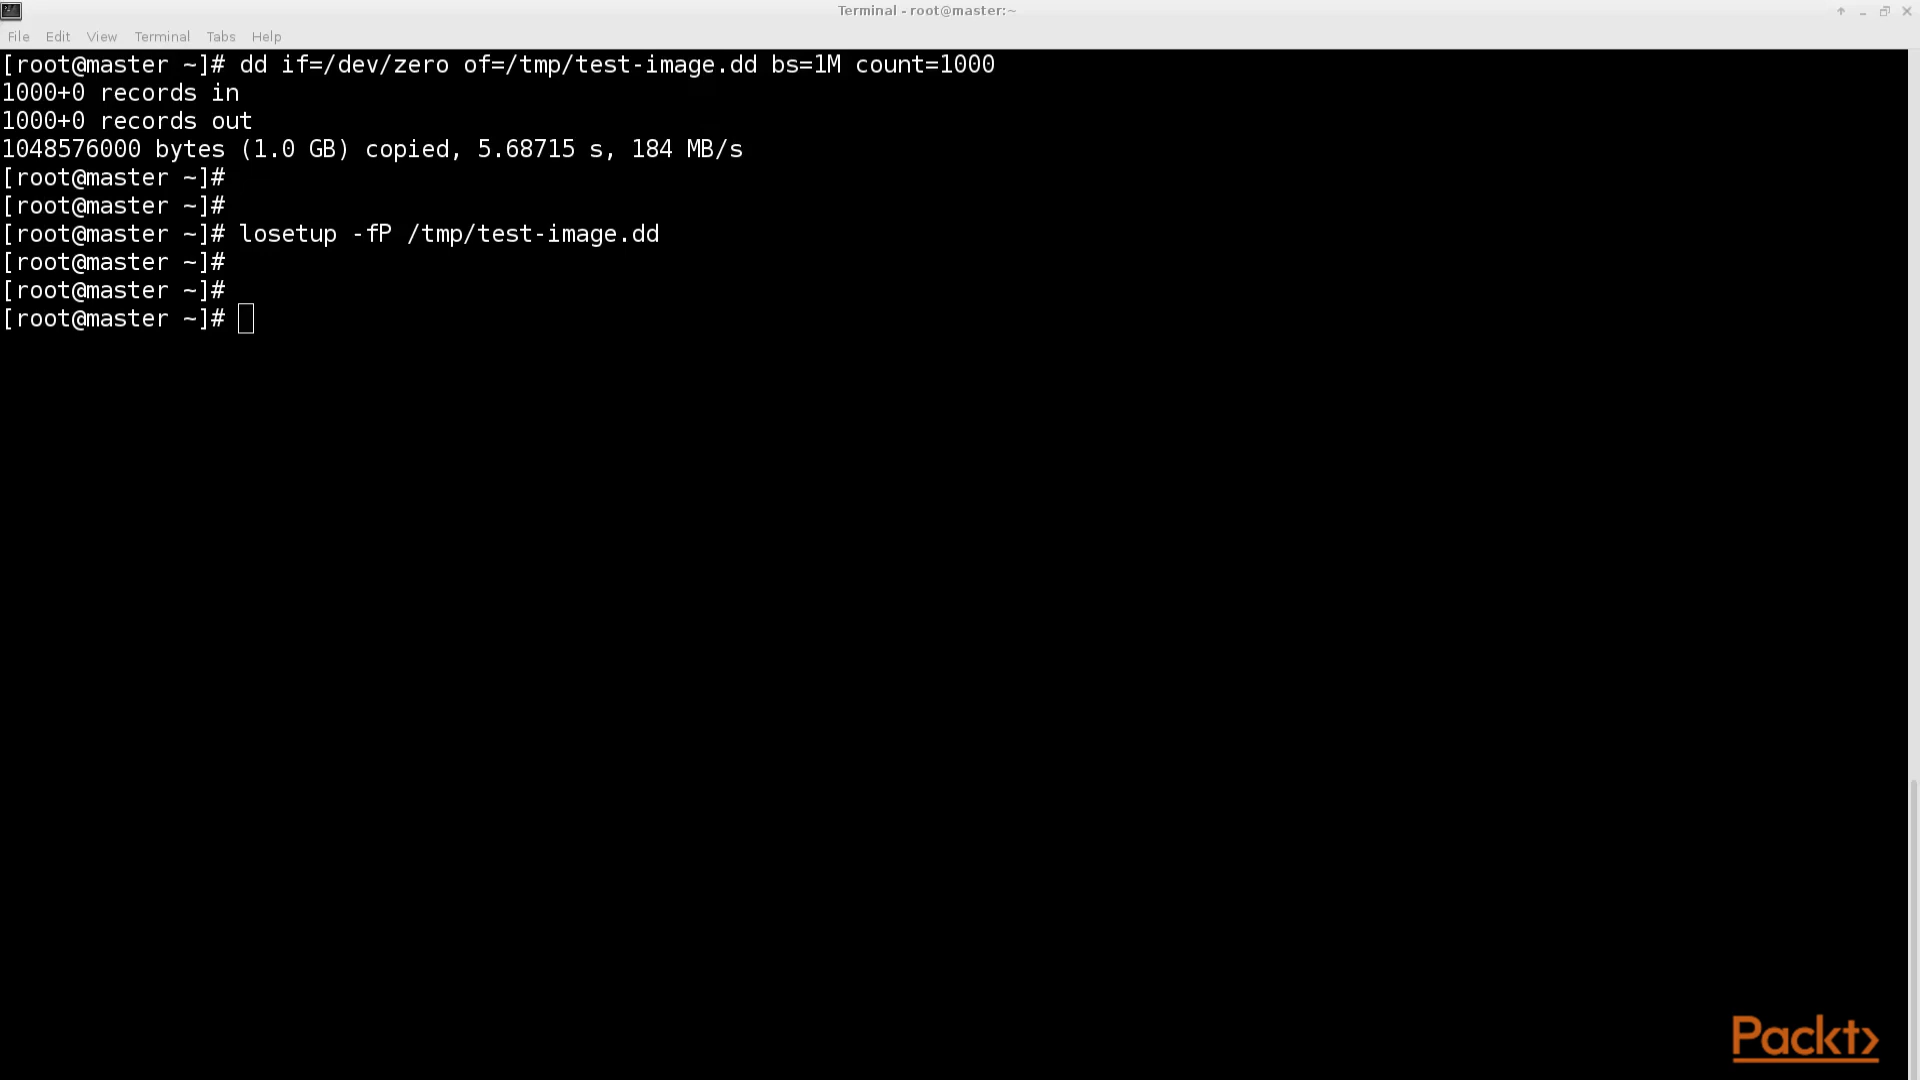 Terminal - root@master:~
File Edit View Terminal Tabs Help
[root@master ~]# dd if=/dev/zero of=/tmp/test-image.dd bs=1M count=1000
1000+0 records in
1000+0 records out
1048576000 bytes (1.0 GB) copied, 5.68715 s, 184 MB/s
[root@master ~]#
[root@master ~]#
[root@master ~]# losetup -fP /tmp/test-image.dd
[root@master ~]#
[root@master ~]#
[root@master ~]#
Packt>